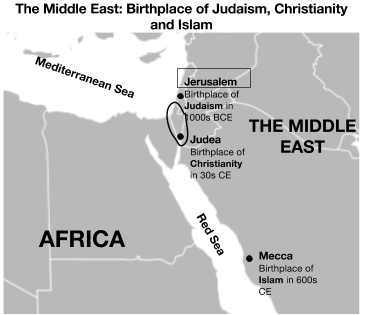 The Middle East: Birthplace of Judaism, Christianity
and Islam
Mediterranean Sea
Jerusalem
Birthplace of
Judaism in
1000s BCE
THE MIDDLE
EAST
Judea
Birthplace of
Christianity
in 30s CE
AFRICA
Red Sea
Mecca
Birthplace of
Islam in 600s
CE